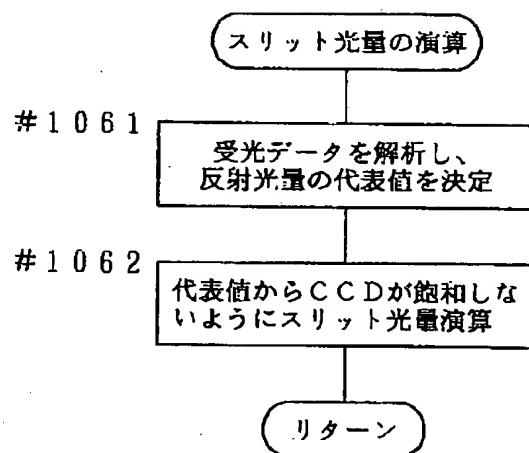 スリット光量の演算
#1061
受光データを解析し、
反射光量の代表値を決定
#1062
代表値からCCDが飽和しな
いようにスリット光量演算
リターン